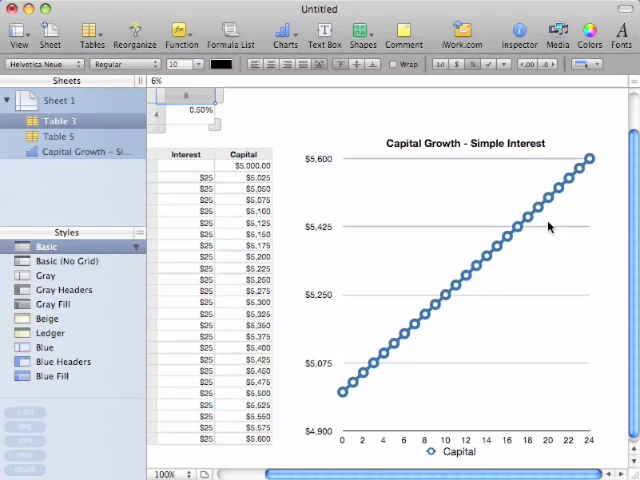 Untitled
View Sheet Tables Reorganize Function Formula List Charts Text Box Shapes Comment iWork.com Inspector Media Colors Fonts
Helvetica Neue Regular 10 Wrap
Sheets 6%
Sheet 1
Table 3
Table 5
Capital Growth - Si...
B
4 0.50%
Styles
Basic
Basic (No Grid)
Gray
Gray Headers
Gray Fill
Beige
Ledger
Blue
Blue Headers
Blue Fill
Interest Capital
$5,000.00
$25 $5,025
$25 $5,050
$25 $5,075
$25 $5,100
$25 $5,125
$25 $5,150
$25 $5,175
$25 $5,200
$25 $5,225
$25 $5,250
$25 $5,275
$25 $5,300
$25 $5,325
$25 $5,350
$25 $5,375
$25 $5,400
$25 $5,425
$25 $5,450
$25 $5,475
$25 $5,500
$25 $5,525
$25 $5,550
$25 $5,575
$25 $5,600
Capital Growth - Simple Interest
$5,600
$5,425
$5,250
$5,075
$4,900
0 2 4 6 8 10 12 14 16 18 20 22 24
Capital
100%